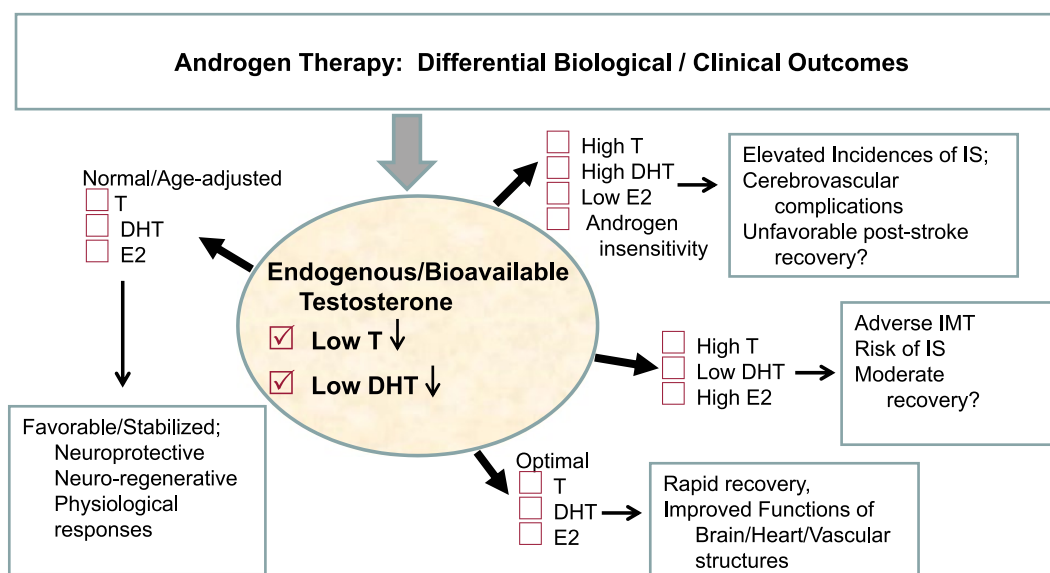 Androgen Therapy: Differential Biological / Clinical Outcomes
Normal/Age-adjusted
T
DHT
E2
High T
High DHT
Low E2
Androgen
insensitivity
Elevated Incidences of IS;
Cerebrovascular
complications
Unfavorable post-stroke
recovery?
Endogenous/Bioavailable
Testosterone
Low T
Low DHT
High T
Low DHT
High E2
Adverse IMT
Risk of IS
Moderate
recovery?
Favorable/Stabilized;
Neuroprotective
Neuro-regenerative
Physiological
responses
Optimal
T
DHT
E2
Rapid recovery,
Improved Functions of
Brain/Heart/Vascular
structures